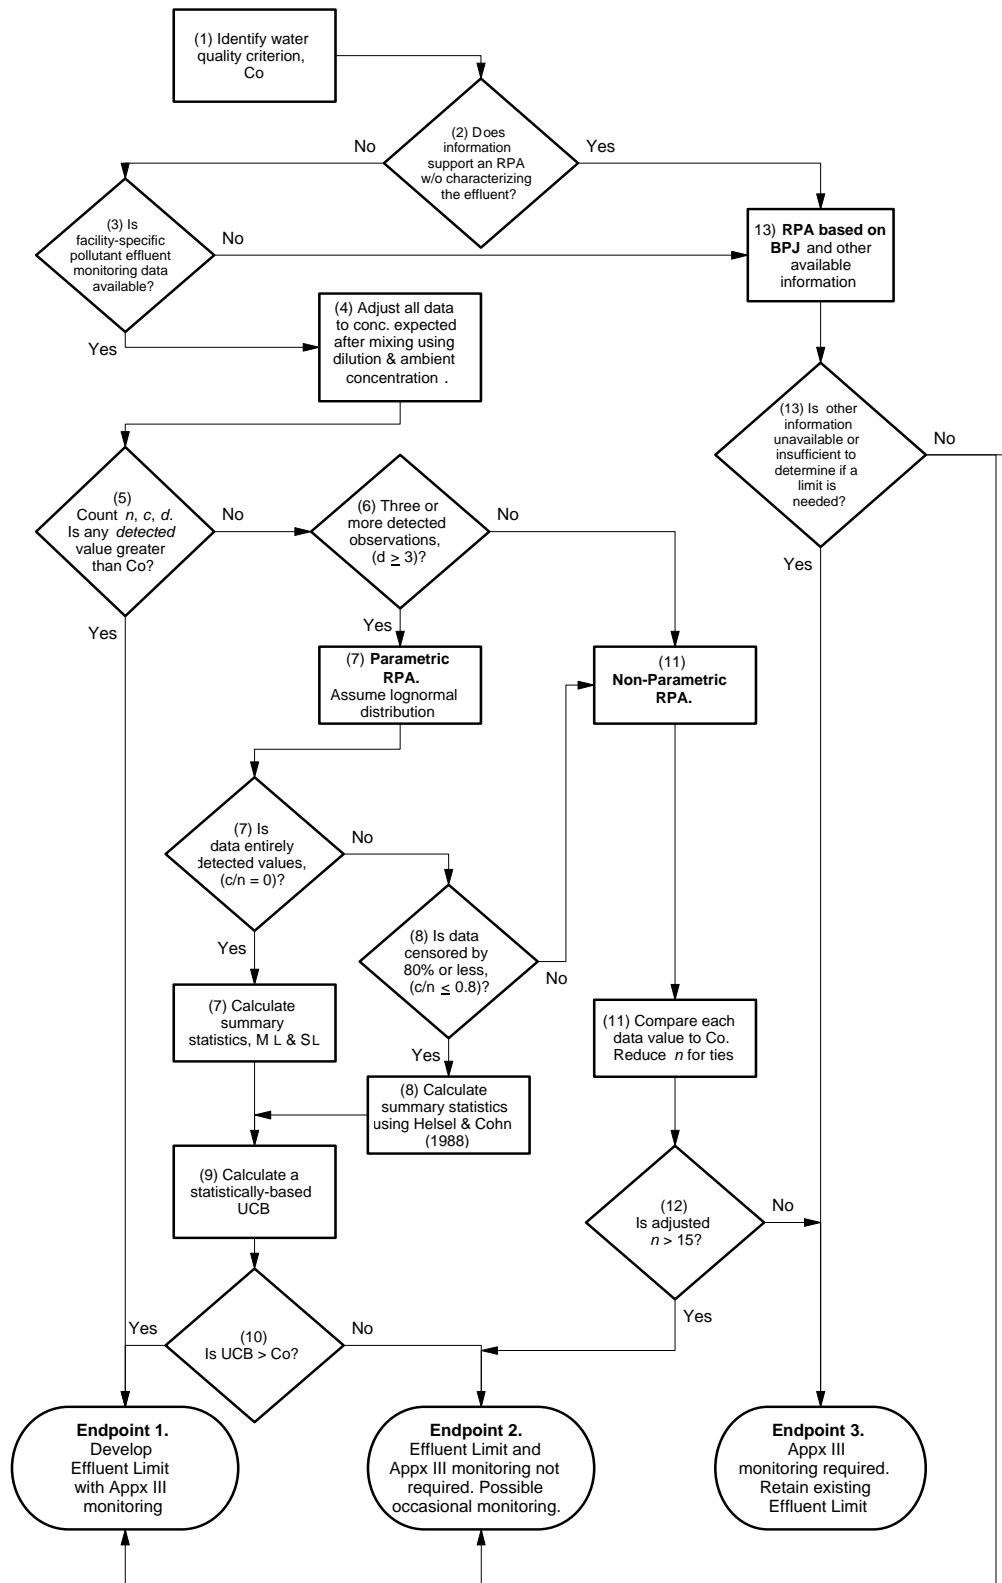 (1) Identify water
quality criterion,
Co
(2) Does
information
support an RPA
w/o characterizing
the effluent?
No
Yes
(3) Is
facility-specific
pollutant effluent
monitoring data
available?
No
Yes
13) RPA based on
BPJ and other
available
information
(4) Adjust all data
to conc. expected
after mixing using
dilution & ambient
concentration .
(13) Is other
information
unavailable or
insufficient to
determine if a
limit is
needed?
No
Yes
(5)
Count n, c, d.
Is any detected
value greater
than Co?
No
Yes
(6) Three or
more detected
observations,
(d ≥ 3)?
No
Yes
(7) Parametric
RPA.
Assume lognormal
distribution
(11)
Non-Parametric
RPA.
(7) Is
data entirely
detected values,
(c/n = 0)?
No
Yes
(8) Is data
censored by
80% or less,
(c/n ≤ 0.8)?
No
Yes
(7) Calculate
summary
statistics, M L & SL
(8) Calculate
summary statistics
using Helsel & Cohn
(1988)
(11) Compare each
data value to Co.
Reduce n for ties
(9) Calculate a
statistically-based
UCB
(12)
Is adjusted
n > 15?
No
Yes
(10)
Is UCB > Co?
Yes
No
Endpoint 1.
Develop
Effluent Limit
with Appx III
monitoring
Endpoint 2.
Effluent Limit and
Appx III monitoring not
required. Possible
occasional monitoring.
Endpoint 3.
Appx III
monitoring required.
Retain existing
Effluent Limit